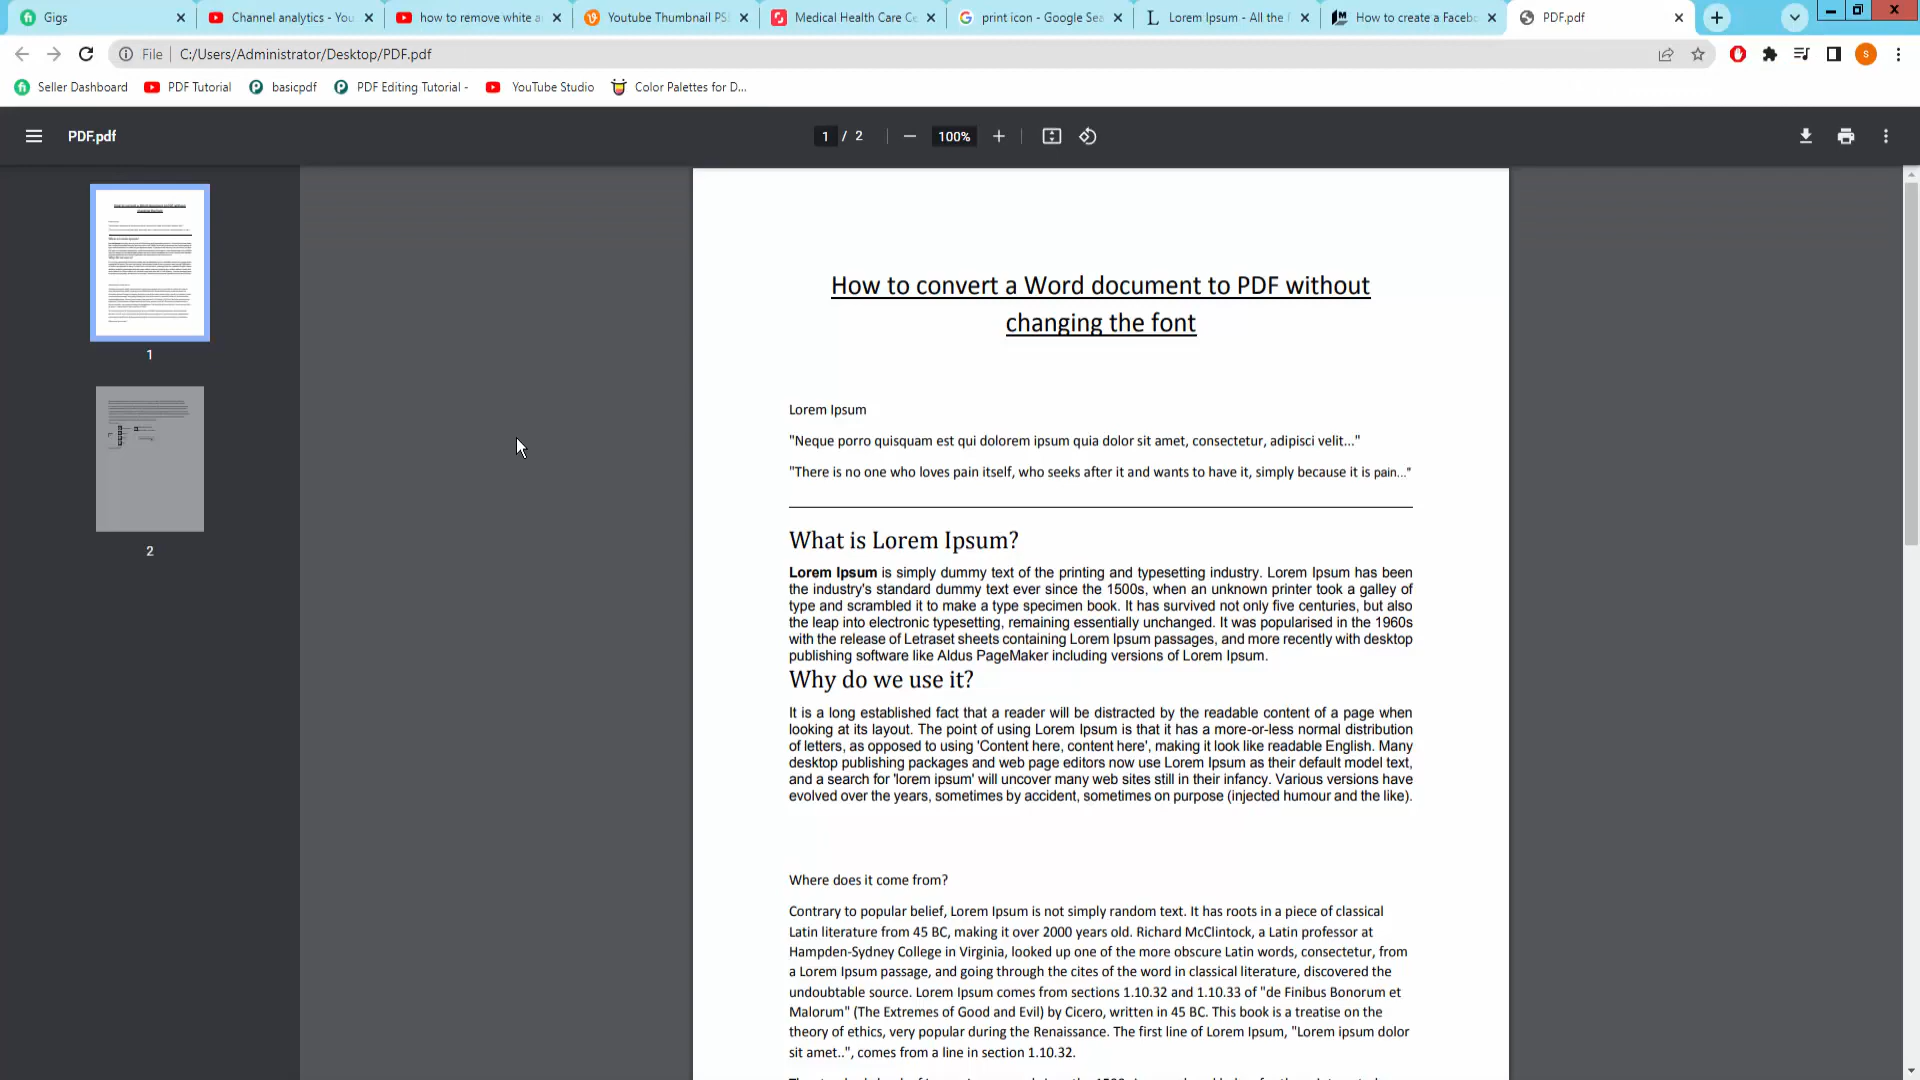 Gigs
Channel analytics - You
how to remove white a
Youtube Thumbnail PS
Medical Health Care C
print icon - Google Sea
Lorem Ipsum - All the f
How to create a Faceb
PDF.pdf
File C:/Users/Administrator/Desktop/PDF.pdf
S
Seller Dashboard
PDF Tutorial
basicpdf
PDF Editing Tutorial -
YouTube Studio
Color Palettes for D...
PDF.pdf
1 / 2
100%
1
2
How to convert a Word document to PDF without
changing the font
Lorem Ipsum
"Neque porro quisquam est qui dolorem ipsum quia dolor sit amet, consectetur, adipisci velit..."
"There is no one who loves pain itself, who seeks after it and wants to have it, simply because it is pain..."
What is Lorem Ipsum?
Lorem Ipsum is simply dummy text of the printing and typesetting industry. Lorem Ipsum has been
the industry's standard dummy text ever since the 1500s, when an unknown printer took a galley of
type and scrambled it to make a type specimen book. It has survived not only five centuries, but also
the leap into electronic typesetting, remaining essentially unchanged. It was popularised in the 1960s
with the release of Letraset sheets containing Lorem Ipsum passages, and more recently with desktop
publishing software like Aldus PageMaker including versions of Lorem Ipsum.
Why do we use it?
It is a long established fact that a reader will be distracted by the readable content of a page when
looking at its layout. The point of using Lorem Ipsum is that it has a more-or-less normal distribution
of letters, as opposed to using 'Content here, content here', making it look like readable English. Many
desktop publishing packages and web page editors now use Lorem Ipsum as their default model text,
and a search for 'lorem ipsum' will uncover many web sites still in their infancy. Various versions have
evolved over the years, sometimes by accident, sometimes on purpose (injected humour and the like).
Where does it come from?
Contrary to popular belief, Lorem Ipsum is not simply random text. It has roots in a piece of classical
Latin literature from 45 BC, making it over 2000 years old. Richard McClintock, a Latin professor at
Hampden-Sydney College in Virginia, looked up one of the more obscure Latin words, consectetur, from
a Lorem Ipsum passage, and going through the cites of the word in classical literature, discovered the
undoubtable source. Lorem Ipsum comes from sections 1.10.32 and 1.10.33 of "de Finibus Bonorum et
Malorum" (The Extremes of Good and Evil) by Cicero, written in 45 BC. This book is a treatise on the
theory of ethics, very popular during the Renaissance. The first line of Lorem Ipsum, "Lorem ipsum dolor
sit amet..", comes from a line in section 1.10.32.